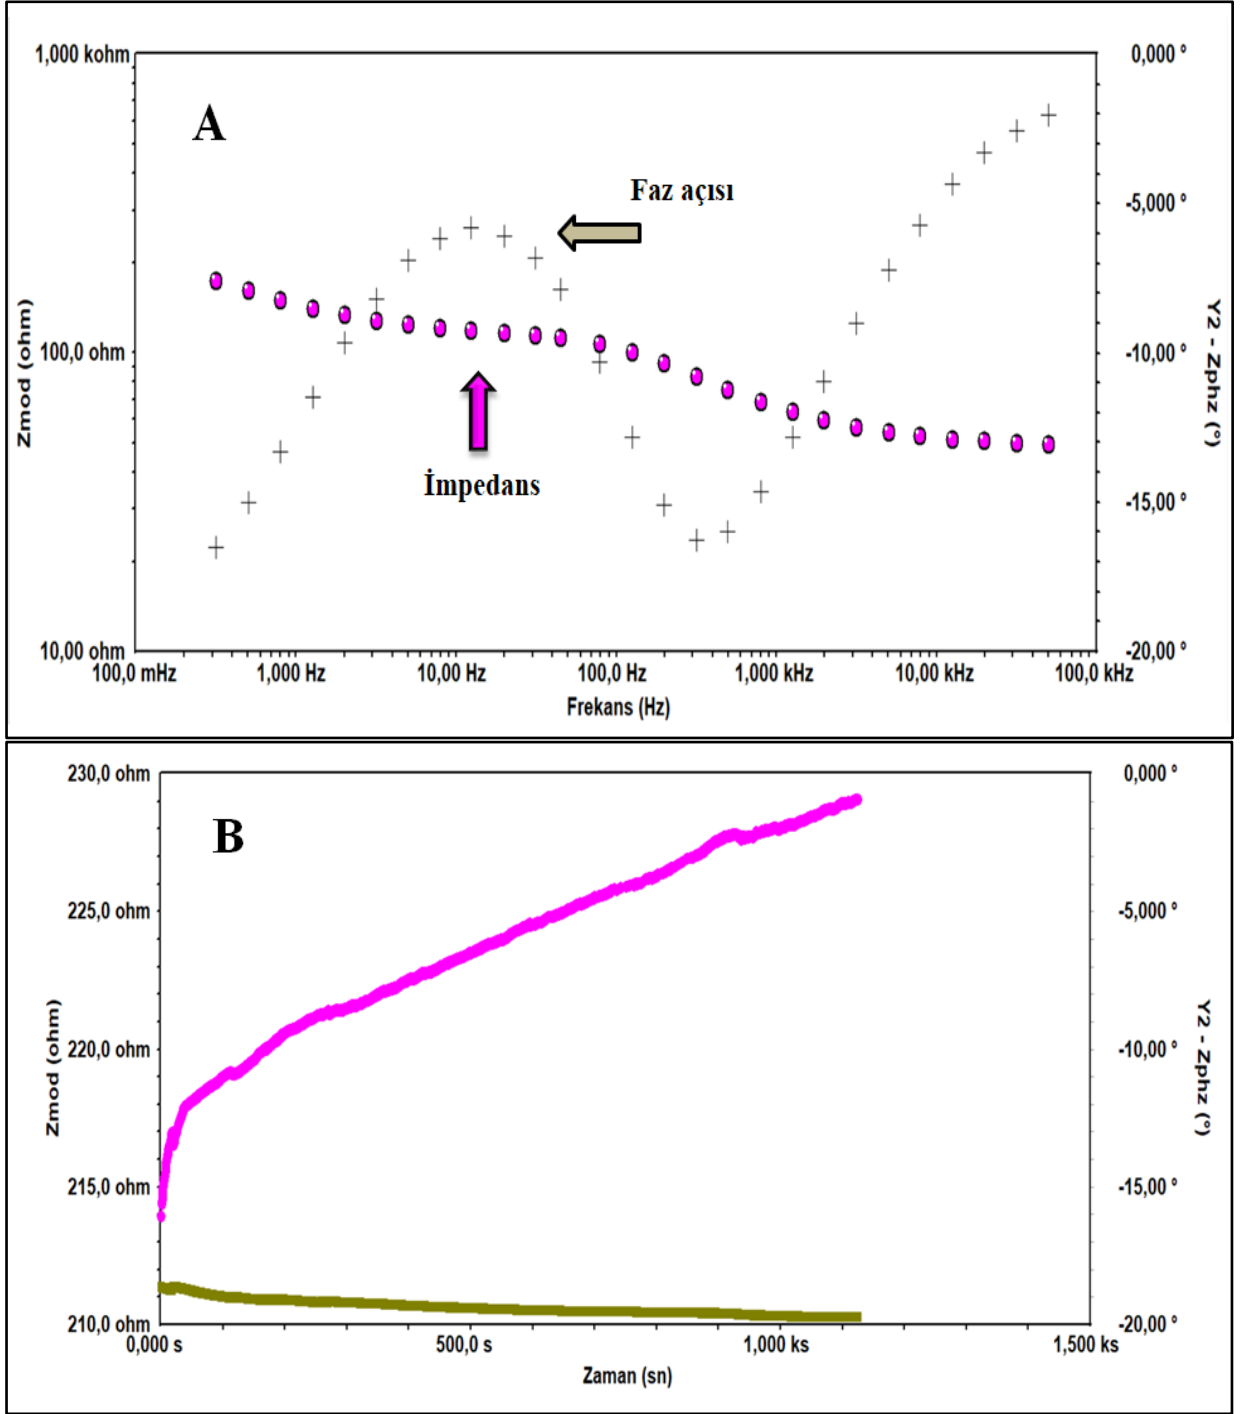 1,000 kohm
0,000 °
A
Faz açısı
-5,000 °
Zmod (ohm)
Y2 - Zphz (°)
100,0 ohm
-10,00 °
İmpedans
-15,00 °
10,00 ohm
-20,00 °
100,0 mHz
1,000 Hz
10,00 Hz
100,0 Hz
1,000 kHz
10,00 kHz
100,0 kHz
Frekans (Hz)
230,0 ohm
0,000 °
B
225,0 ohm
-5,000 °
Zmod (ohm)
Y2 - Zphz (°)
220,0 ohm
-10,00 °
215,0 ohm
-15,00 °
210,0 ohm
-20,00 °
0,000 s
500,0 s
1,000 ks
1,500 ks
Zaman (sn)